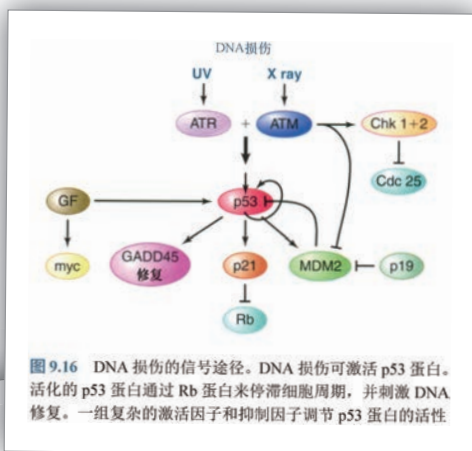 DNA损伤
UV X ray
ATR + ATM Chk 1+2
Cdc 25
GF p53
myc GADD45 p21 MDM2 p19
修复
Rb
图 9.16 DNA 损伤的信号途径。DNA 损伤可激活 p53 蛋白。
活化的 p53 蛋白通过 Rb 蛋白来停滞细胞周期，并刺激 DNA
修复。一组复杂的激活因子和抑制因子调节 p53 蛋白的活性